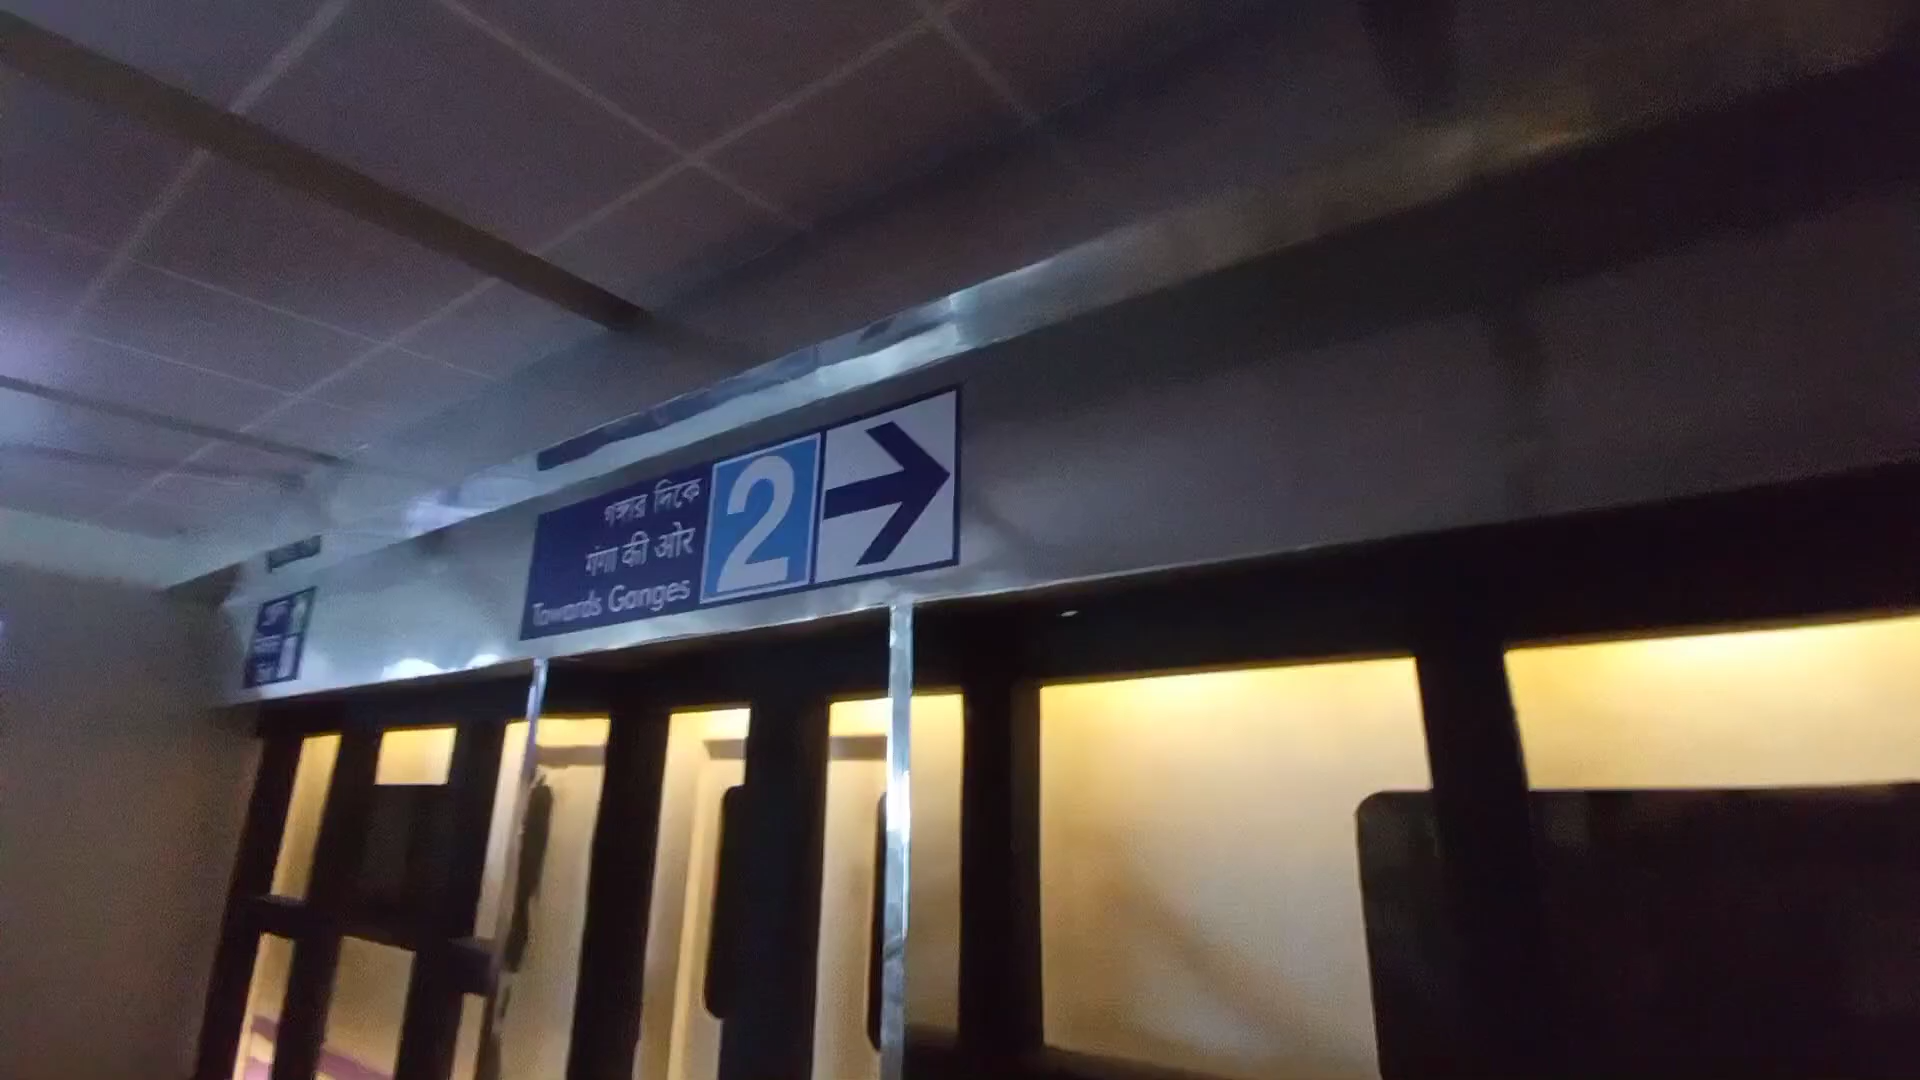 গঙ্গার দিকে
गंगा की ओर
Towards Ganges
2